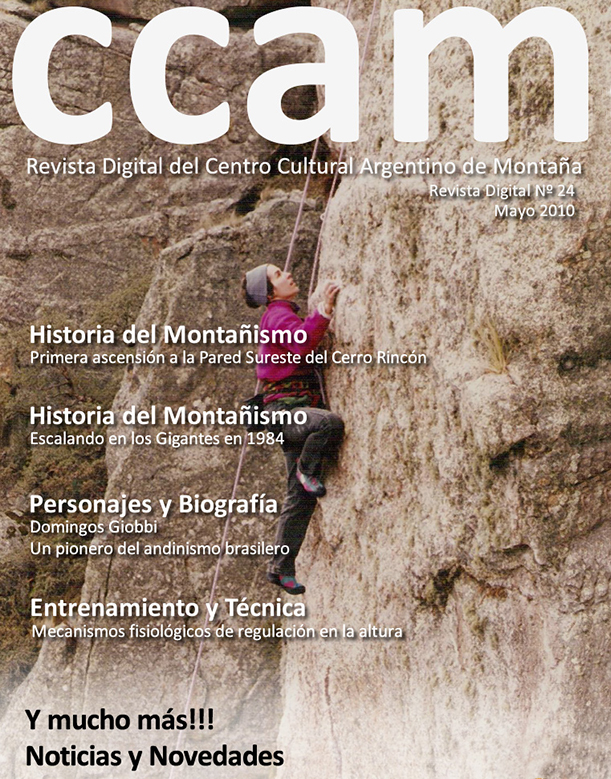 ccam
Revista Digital del Centro Cultural Argentino de Montaña
Revista Digital Nº 24
Mayo 2010
Historia del Montañismo
Primera ascensión a la Pared Sureste del Cerro Rincón
Historia del Montañismo
Escalando en los Gigantes en 1984
Personajes y Biografía
Domingos Giobbi
Un pionero del andinismo brasilero
Entrenamiento y Técnica
Mecanismos fisiológicos de regulación en la altura
Y mucho más!!!
Noticias y Novedades